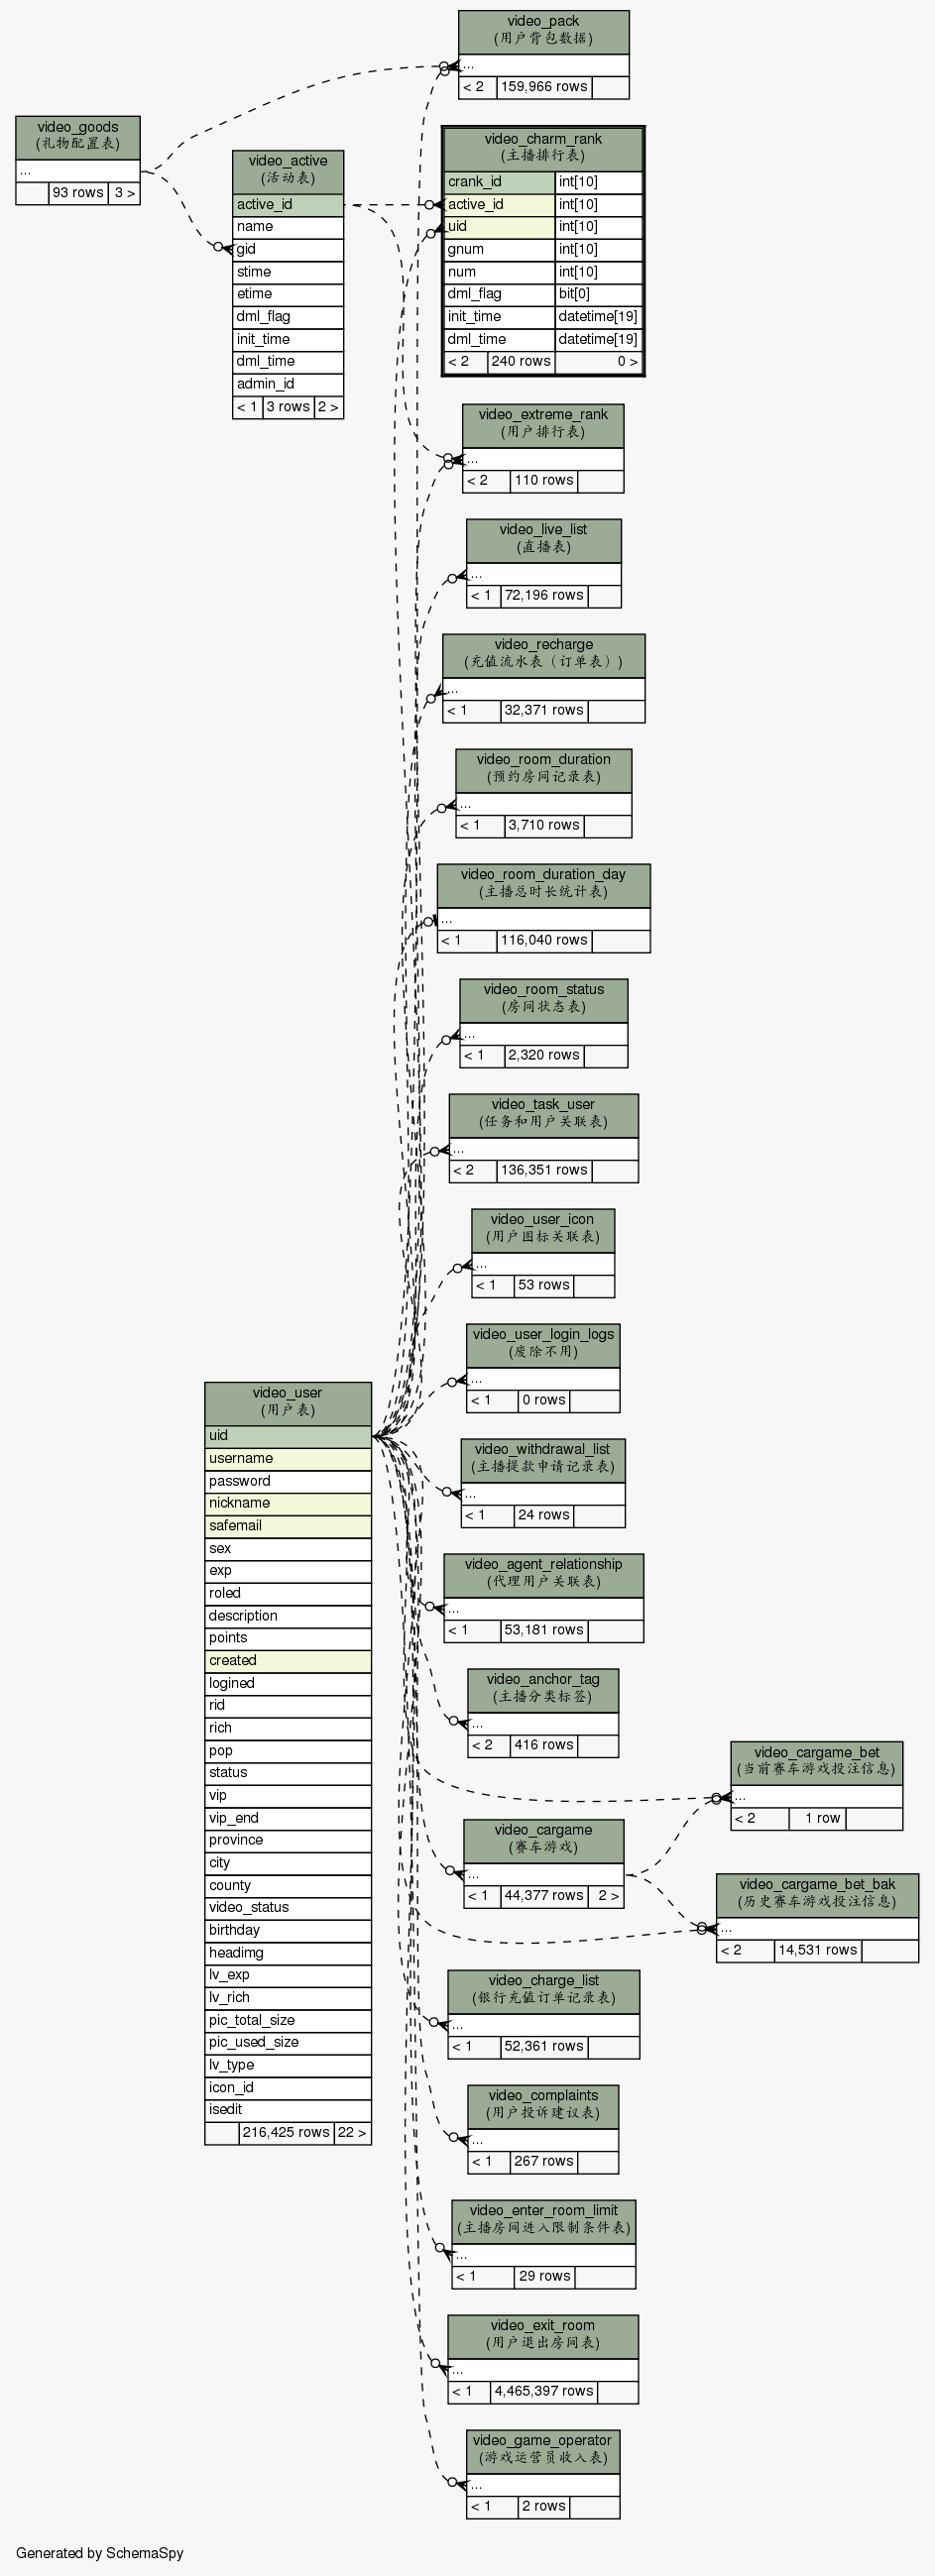 video_pack
(用户背包数据)
...
< 2 159,966 rows
video_goods
(礼物配置表)
...
93 rows 3 >
video_active
(活动表)
active_id
name
gid
stime
etime
dml_flag
init_time
dml_time
admin_id
< 1 3 rows 2 >
video_charm_rank
(主播排行表)
crank_id int[10]
active_id int[10]
uid int[10]
gnum int[10]
num int[10]
dml_flag bit[0]
init_time datetime[19]
dml_time datetime[19]
< 2 240 rows 0 >
video_extreme_rank
(用户排行表)
...
< 2 110 rows
video_live_list
(直播表)
...
< 1 72,196 rows
video_recharge
(充值流水表（订单表）)
...
< 1 32,371 rows
video_room_duration
(预约房间记录表)
...
< 1 3,710 rows
video_room_duration_day
(主播总时长统计表)
...
< 1 116,040 rows
video_room_status
(房间状态表)
...
< 1 2,320 rows
video_task_user
(任务和用户关联表)
...
< 2 136,351 rows
video_user_icon
(用户图标关联表)
...
< 1 53 rows
video_user_login_logs
(废除不用)
...
< 1 0 rows
video_user
(用户表)
uid
username
password
nickname
safemail
sex
exp
roled
description
points
created
logined
rid
rich
pop
status
vip
vip_end
province
city
county
video_status
birthday
headimg
lv_exp
lv_rich
pic_total_size
pic_used_size
lv_type
icon_id
isedit
216,425 rows 22 >
video_withdrawal_list
(主播提款申请记录表)
...
< 1 24 rows
video_agent_relationship
(代理用户关联表)
...
< 1 53,181 rows
video_anchor_tag
(主播分类标签)
...
< 2 416 rows
video_cargame_bet
(当前赛车游戏投注信息)
...
< 2 1 row
video_cargame
(赛车游戏)
...
< 1 44,377 rows 2 >
video_cargame_bet_bak
(历史赛车游戏投注信息)
...
< 2 14,531 rows
video_charge_list
(银行充值订单记录表)
...
< 1 52,361 rows
video_complaints
(用户投诉建议表)
...
< 1 267 rows
video_enter_room_limit
(主播房间进入限制条件表)
...
< 1 29 rows
video_exit_room
(用户退出房间表)
...
< 1 4,465,397 rows
video_game_operator
(游戏运营员收入表)
...
< 1 2 rows
Generated by SchemaSpy